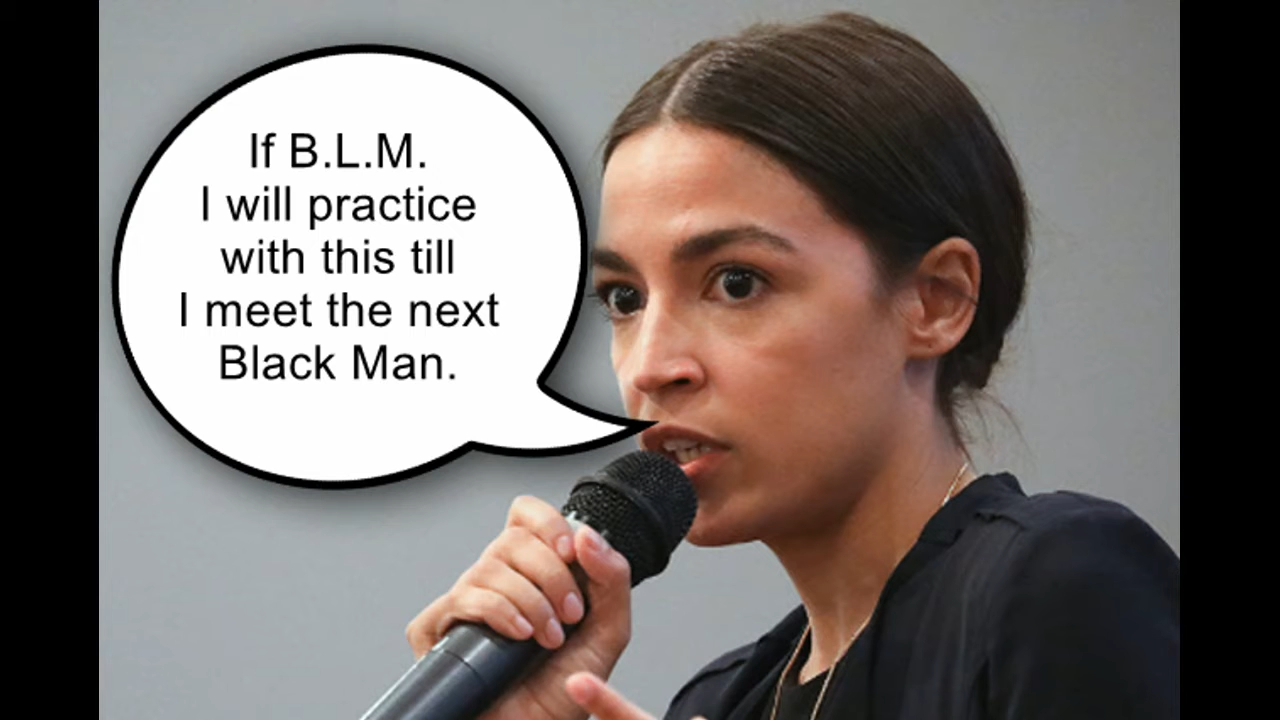 If B.L.M.
I will practice
with this till
I meet the next
Black Man.